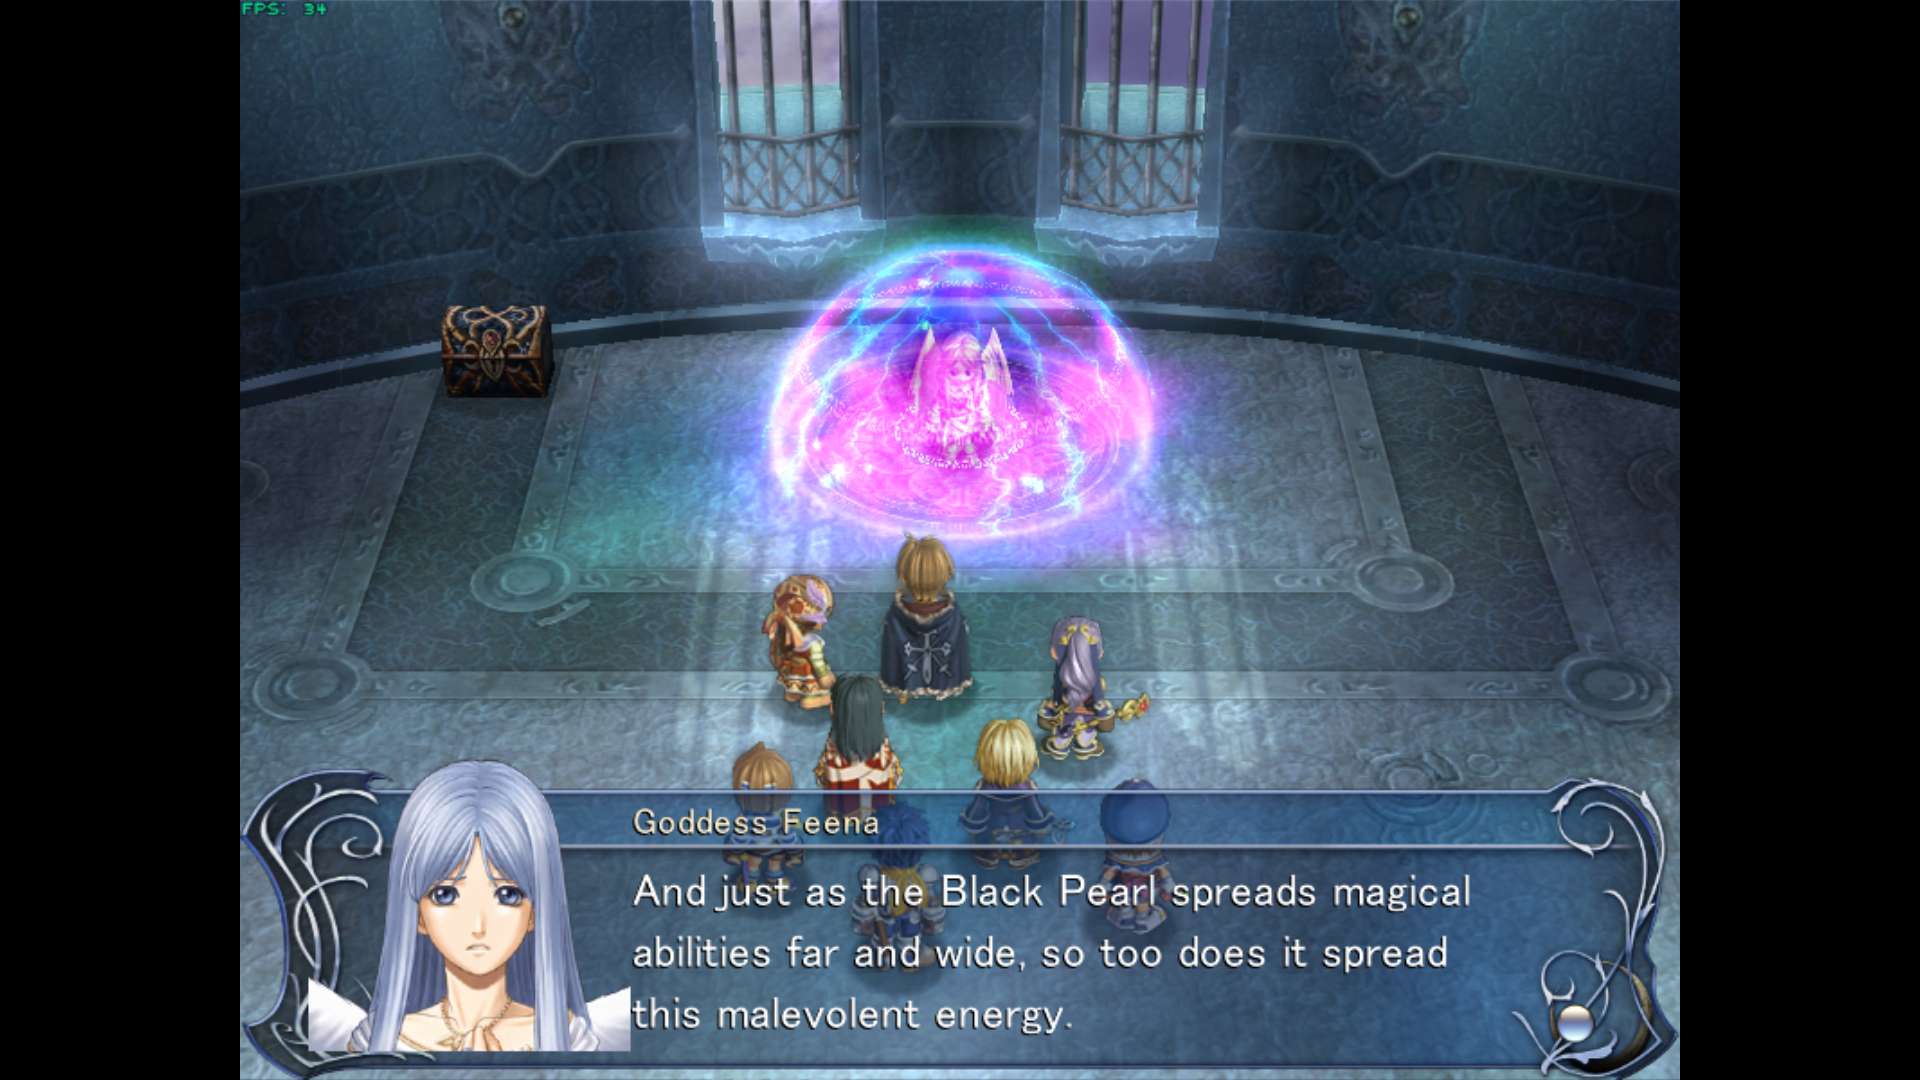 FPS: 34
Goddess Feena
And just as the Black Pearl spreads magical
abilities far and wide, so too does it spread
this malevolent energy.